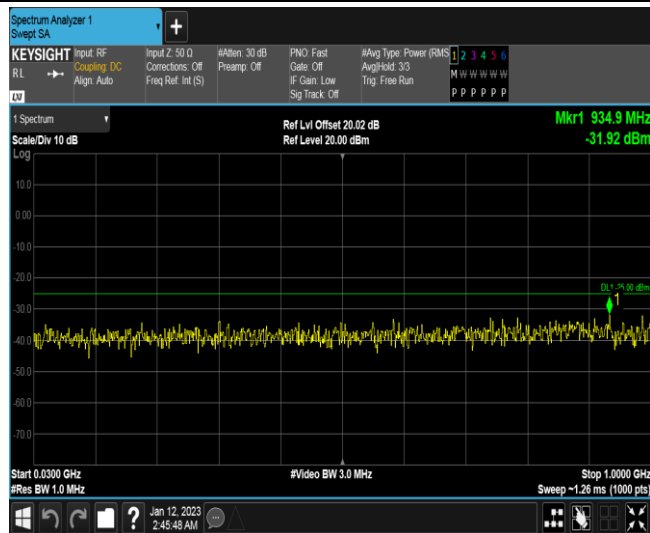 Spectrum Analyzer 1
Swept SA
+
KEYSIGHT
RL
Input: RF
Coupling: DC
Align: Auto
Input Z: 50 Ω
Corrections: Off
Freq Ref: Int (S)
#Atten: 30 dB
Preamp: Off
PNO: Fast
Gate: Off
IF Gain: Low
Sig Track: Off
#Avg Type: Power (RMS
Avg|Hold: 3/3
Trig: Free Run
1 2 3 4 5 6
M W W W W W
P P P P P P
1 Spectrum
Scale/Div 10 dB
Log
Ref Lvl Offset 20.02 dB
Ref Level 20.00 dBm
Mkr1 934.9 MHz
-31.92 dBm
10.0
0.00
-10.0
-20.0
DL1 -25.00 dBm
1
-30.0
-40.0
-50.0
-60.0
-70.0
Start 0.0300 GHz
#Res BW 1.0 MHz
#Video BW 3.0 MHz
Stop 1.0000 GHz
Sweep ~1.26 ms (1000 pts)
?
Jan 12, 2023
2:45:48 AM